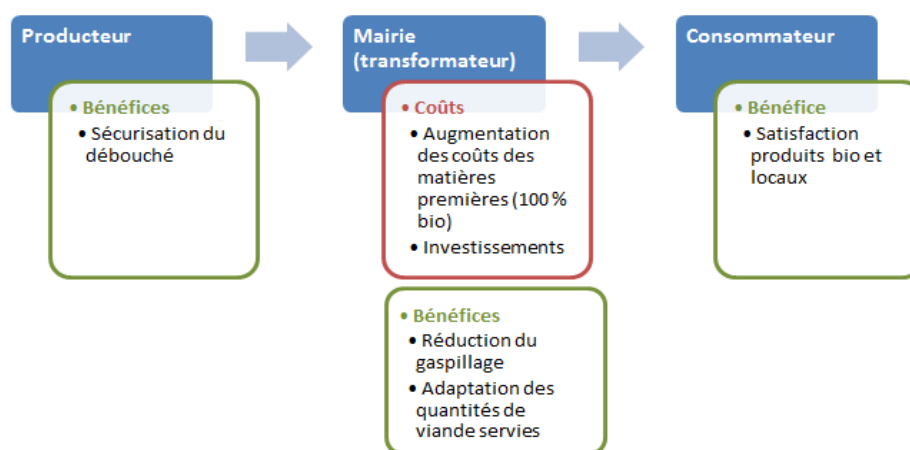 Producteur
• Bénéfices
• Sécurisation du
débouché
Mairie
(transformateur)
• Coûts
• Augmentation
des coûts des
matières
premières (100 %
bio)
• Investissements
• Bénéfices
• Réduction du
gaspillage
• Adaptation des
quantités de
viande servies
Consommateur
• Bénéfice
• Satisfaction
produits bio et
locaux